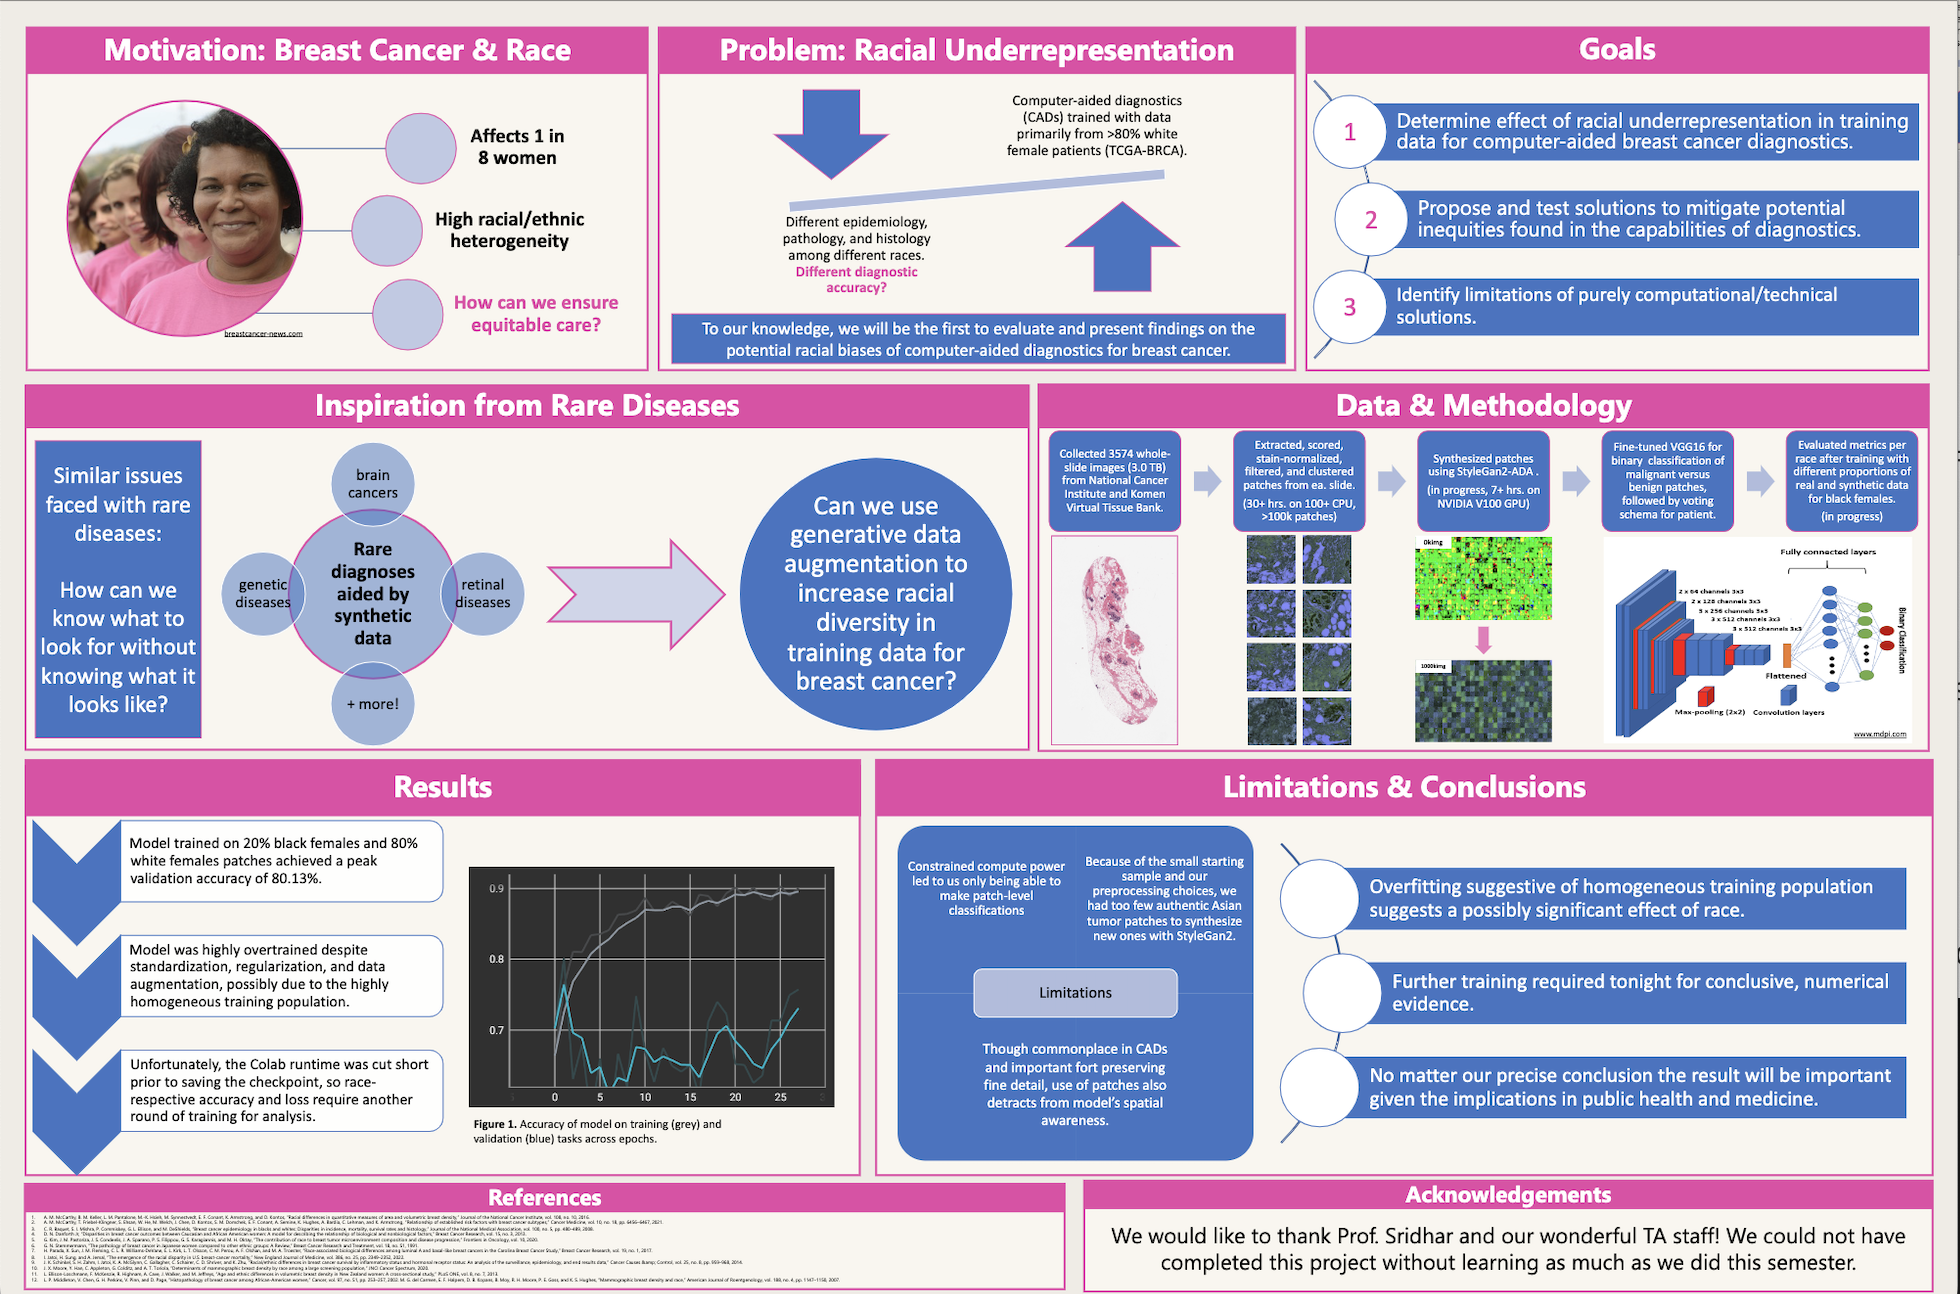 Motivation: Breast Cancer & Race
Affects 1 in
8 women
High racial/ethnic
heterogeneity
How can we ensure
equitable care?
breastcancer-news.com
Problem: Racial Underrepresentation
Computer-aided diagnostics
(CADs) trained with data
primarily from >80% white
female patients (TCGA-BRCA).
Different epidemiology,
pathology, and histology
among different races.
Different diagnostic
accuracy?
To our knowledge, we will be the first to evaluate and present findings on the
potential racial biases of computer-aided diagnostics for breast cancer.
Goals
1
Determine effect of racial underrepresentation in training
data for computer-aided breast cancer diagnostics.
2
Propose and test solutions to mitigate potential
inequities found in the capabilities of diagnostics.
3
Identify limitations of purely computational/technical
solutions.
Inspiration from Rare Diseases
Similar issues
faced with rare
diseases:
How can we
know what to
look for without
knowing what it
looks like?
brain
cancers
genetic
diseases
Rare
diagnoses
aided by
synthetic
data
retinal
diseases
+ more!
Can we use
generative data
augmentation to
increase racial
diversity in
training data for
breast cancer?
Data & Methodology
Collected 3574 whole-
slide images (3.0 TB)
from National Cancer
Institute and Komen
Virtual Tissue Bank.
Extracted, scored,
stain-normalized,
filtered, and clustered
patches from ea. slide.
(30+ hrs. on 100+ CPU,
>100k patches)
Synthesized patches
using StyleGan2-ADA .
(in progress, 7+ hrs. on
NVIDIA V100 GPU)
Fine-tuned VGG16 for
binary classification of
malignant versus
benign patches,
followed by voting
schema for patient.
Evaluated metrics per
race after training with
different proportions of
real and synthetic data
for black females.
(in progress)
0kimg
1000kimg
Fully connected layers
2 x 64 channels 3x3
2 x 128 channels 3x3
3 x 256 channels 3x3
3 x 512 channels 3x3
3 x 512 channels 3x3
Binary Classification
Flattened
Max-pooling (2x2)
Convolution layers
www.mdpi.com
Results
Model trained on 20% black females and 80%
white females patches achieved a peak
validation accuracy of 80.13%.
Model was highly overtrained despite
standardization, regularization, and data
augmentation, possibly due to the highly
homogeneous training population.
Unfortunately, the Colab runtime was cut short
prior to saving the checkpoint, so race-
respective accuracy and loss require another
round of training for analysis.
0.9
0.8
0.7
0
5
10
15
20
25
Figure 1. Accuracy of model on training (grey) and
validation (blue) tasks across epochs.
Limitations & Conclusions
Constrained compute power
led to us only being able to
make patch-level
classifications
Because of the small starting
sample and our
preprocessing choices, we
had too few authentic Asian
tumor patches to synthesize
new ones with StyleGan2.
Limitations
Though commonplace in CADs
and important fort preserving
fine detail, use of patches also
detracts from model's spatial
awareness.
Overfitting suggestive of homogeneous training population
suggests a possibly significant effect of race.
Further training required tonight for conclusive, numerical
evidence.
No matter our precise conclusion the result will be important
given the implications in public health and medicine.
References
Acknowledgements
We would like to thank Prof. Sridhar and our wonderful TA staff! We could not have
completed this project without learning as much as we did this semester.